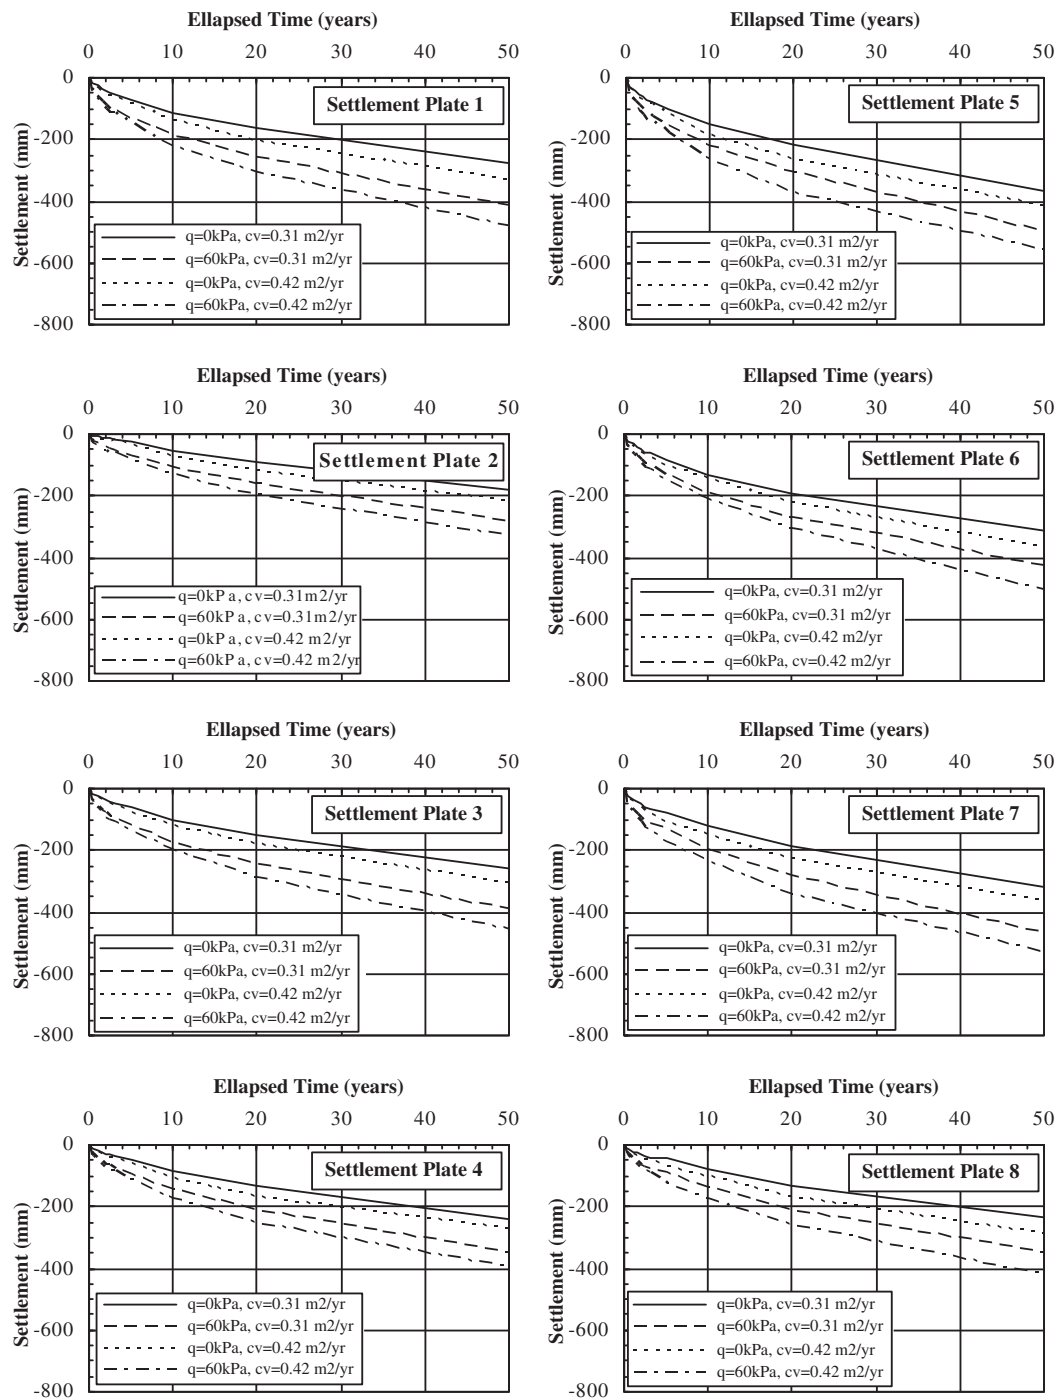 Ellapsed Time (years)
0 10 20 30 40 50
0
-200
-400
-600
-800
Settlement (mm)
Settlement Plate 1
q=0kPa, cv=0.31 m2/yr
q=60kPa, cv=0.31 m2/yr
q=0kPa, cv=0.42 m2/yr
q=60kPa, cv=0.42 m2/yr
Ellapsed Time (years)
0 10 20 30 40 50
0
-200
-400
-600
-800
Settlement (mm)
Settlement Plate 5
q=0kPa, cv=0.31 m2/yr
q=60kPa, cv=0.31 m2/yr
q=0kPa, cv=0.42 m2/yr
q=60kPa, cv=0.42 m2/yr
Ellapsed Time (years)
0 10 20 30 40 50
0
-200
-400
-600
-800
Settlement (mm)
Settlement Plate 2
q=0kPa, cv=0.31m2/yr
q=60kPa, cv=0.31m2/yr
q=0kPa, cv=0.42 m2/yr
q=60kPa, cv=0.42 m2/yr
Ellapsed Time (years)
0 10 20 30 40 50
0
-200
-400
-600
-800
Settlement (mm)
Settlement Plate 6
q=0kPa, cv=0.31 m2/yr
q=60kPa, cv=0.31 m2/yr
q=0kPa, cv=0.42 m2/yr
q=60kPa, cv=0.42 m2/yr
Ellapsed Time (years)
0 10 20 30 40 50
0
-200
-400
-600
-800
Settlement (mm)
Settlement Plate 3
q=0kPa, cv=0.31 m2/yr
q=60kPa, cv=0.31 m2/yr
q=0kPa, cv=0.42 m2/yr
q=60kPa, cv=0.42 m2/yr
Ellapsed Time (years)
0 10 20 30 40 50
0
-200
-400
-600
-800
Settlement (mm)
Settlement Plate 7
q=0kPa, cv=0.31 m2/yr
q=60kPa, cv=0.31 m2/yr
q=0kPa, cv=0.42 m2/yr
q=60kPa, cv=0.42 m2/yr
Ellapsed Time (years)
0 10 20 30 40 50
0
-200
-400
-600
-800
Settlement (mm)
Settlement Plate 4
q=0kPa, cv=0.31 m2/yr
q=60kPa, cv=0.31 m2/yr
q=0kPa, cv=0.42 m2/yr
q=60kPa, cv=0.42 m2/yr
Ellapsed Time (years)
0 10 20 30 40 50
0
-200
-400
-600
-800
Settlement (mm)
Settlement Plate 8
q=0kPa, cv=0.31 m2/yr
q=60kPa, cv=0.31 m2/yr
q=0kPa, cv=0.42 m2/yr
q=60kPa, cv=0.42 m2/yr